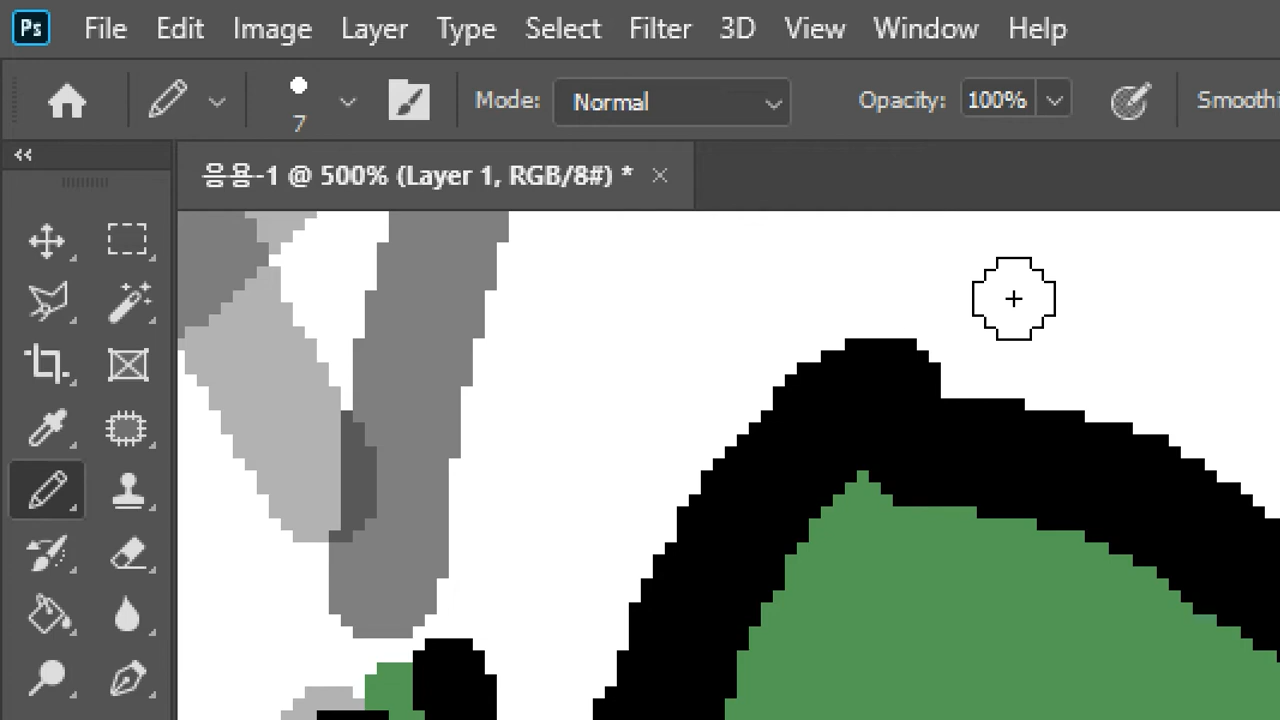 Ps File Edit Image Layer Type Select Filter 3D View Window Help
7 Mode: Normal Opacity: 100% Smoothi
응용-1 @ 500% (Layer 1, RGB/8#) *